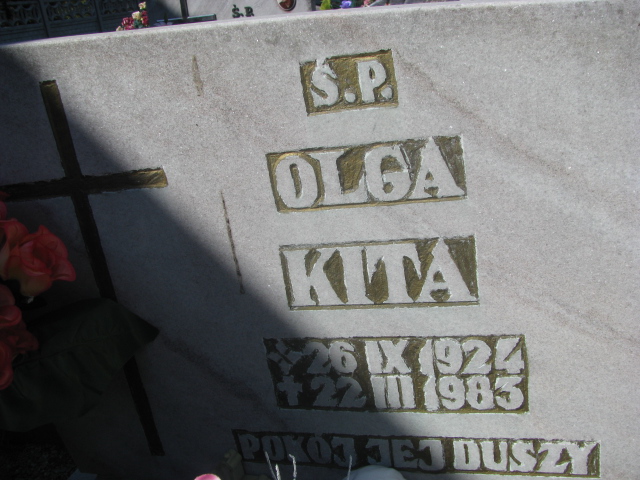 Ś.P.
OLGA
KITA
26 IX 1924
✝ 22 III 1983
POKÓJ JEJ DUSZY